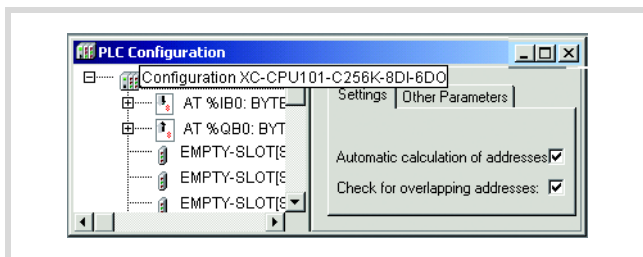 PLC Configuration
Configuration XC-CPU101-C256K-8DI-6DO
AT %IB0: BYTE
AT %QB0: BYT
EMPTY-SLOT[S
EMPTY-SLOT[S
EMPTY-SLOT[S
Settings
Other Parameters
Automatic calculation of addresses
Check for overlapping addresses: